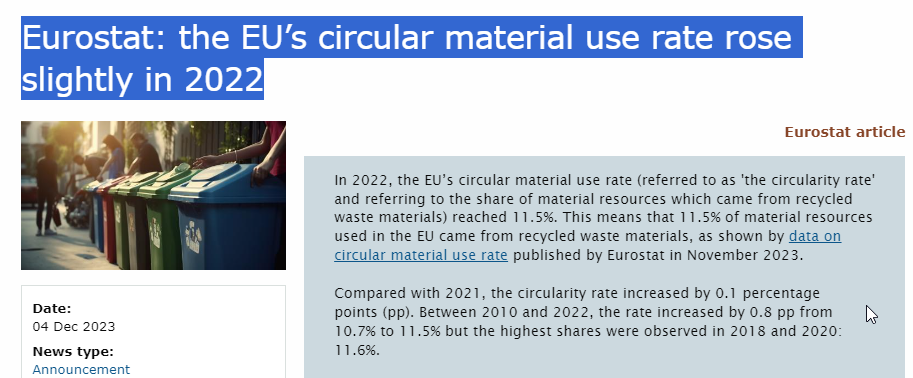 Eurostat: the EU’s circular material use rate rose
slightly in 2022
Eurostat article
In 2022, the EU’s circular material use rate (referred to as 'the circularity rate'
and referring to the share of material resources which came from recycled
waste materials) reached 11.5%. This means that 11.5% of material resources
used in the EU came from recycled waste materials, as shown by data on
circular material use rate published by Eurostat in November 2023.
Compared with 2021, the circularity rate increased by 0.1 percentage
points (pp). Between 2010 and 2022, the rate increased by 0.8 pp from
10.7% to 11.5% but the highest shares were observed in 2018 and 2020:
11.6%.
Date:
04 Dec 2023
News type:
Announcement